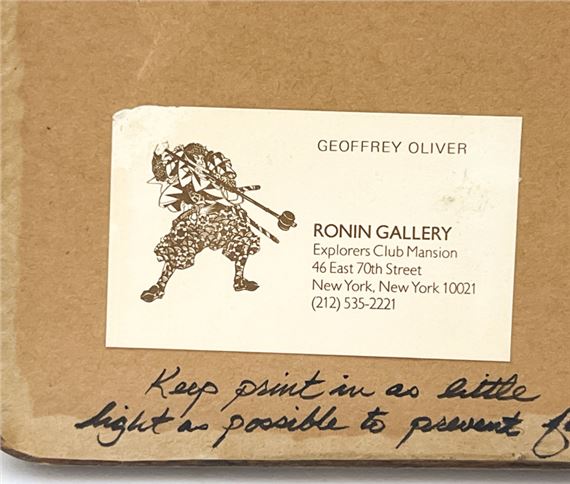 GEOFFREY OLIVER
RONIN GALLERY
Explorers Club Mansion
46 East 70th Street
New York, New York 10021
(212) 535-2221
Keep print in as little
light as possible to prevent